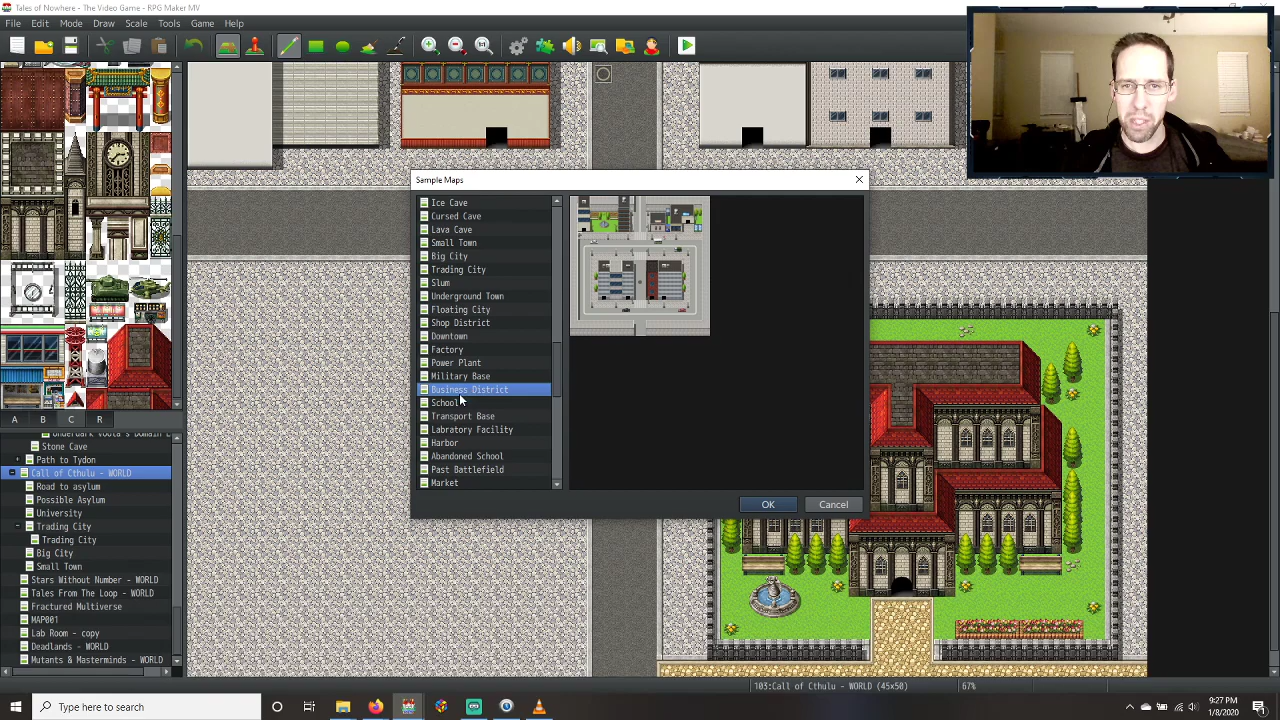 Tales of Nowhere - The Video Game - RPG Maker MV
File Edit Mode Draw Scale Tools Game Help
Sample Maps
Ice Cave
Cursed Cave
Lava Cave
Small Town
Big City
Trading City
Slum
Underground Town
Floating City
Shop District
Downtown
Factory
Power Plant
Military Base
Business District
School
Transport Base
Labratory Facility
Harbor
Abandoned School
Past Battlefield
Market
OK Cancel
A B C R
Stone Cave
Path to Tydon
Call of Cthulu - WORLD
Road to asylum
Possible Asylum
University
Trading City
Trading City
Big City
Small Town
Stars Without Number - WORLD
Tales From The Loop - WORLD
Fractured Multiverse
MAP001
Lab Room - copy
Deadlands - WORLD
Mutants & Masterminds - WORLD
103:Call of Cthulu - WORLD (45x50) 67%
Type here to search
9:27 PM
1/8/2020